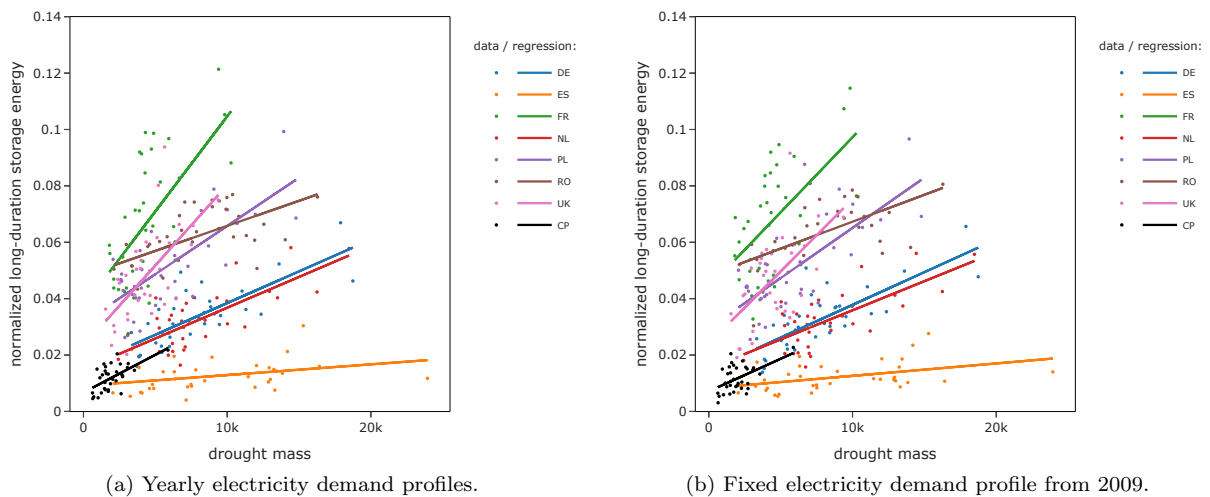 0.14
0.12
0.1
0.08
0.06
0.04
0.02
0
normalized long-duration storage energy
0
10k
20k
drought mass
data / regression:
DE
ES
FR
NL
PL
RO
UK
CP
(a) Yearly electricity demand profiles.
0.14
0.12
0.1
0.08
0.06
0.04
0.02
0
normalized long-duration storage energy
0
10k
20k
drought mass
data / regression:
DE
ES
FR
NL
PL
RO
UK
CP
(b) Fixed electricity demand profile from 2009.